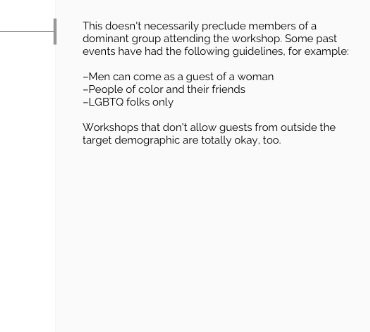 This doesn't necessarily preclude members of a
dominant group attending the workshop. Some past
events have had the following guidelines, for example:
–Men can come as a guest of a woman
–People of color and their friends
–LGBTQ folks only
Workshops that don't allow guests from outside the
target demographic are totally okay, too.